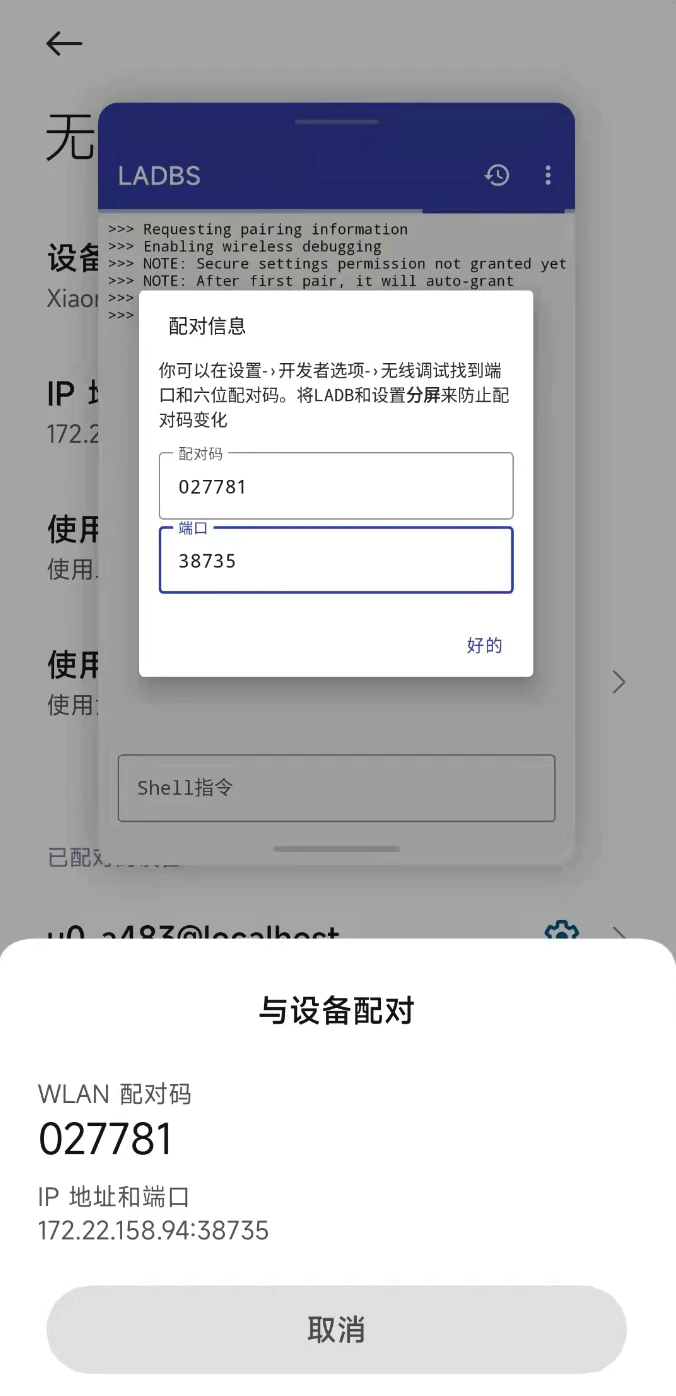 无
LADBS
>>> Requesting pairing information
>>> Enabling wireless debugging
设备
>>> NOTE: Secure settings permission not granted yet
>>> NOTE: After first pair, it will auto-grant
Xiaor
>>>
>>>
配对信息
你可以在设置-›开发者选项-›无线调试找到端
口和六位配对码。将LADB和设置分屏来防止配
对码变化
IP 地
172.2
配对码
027781
使用
端口
38735
使用
好的
使用
使用
Shell指令
已配对的设备
u0_a483@localhost
与设备配对
WLAN 配对码
027781
IP 地址和端口
172.22.158.94:38735
取消